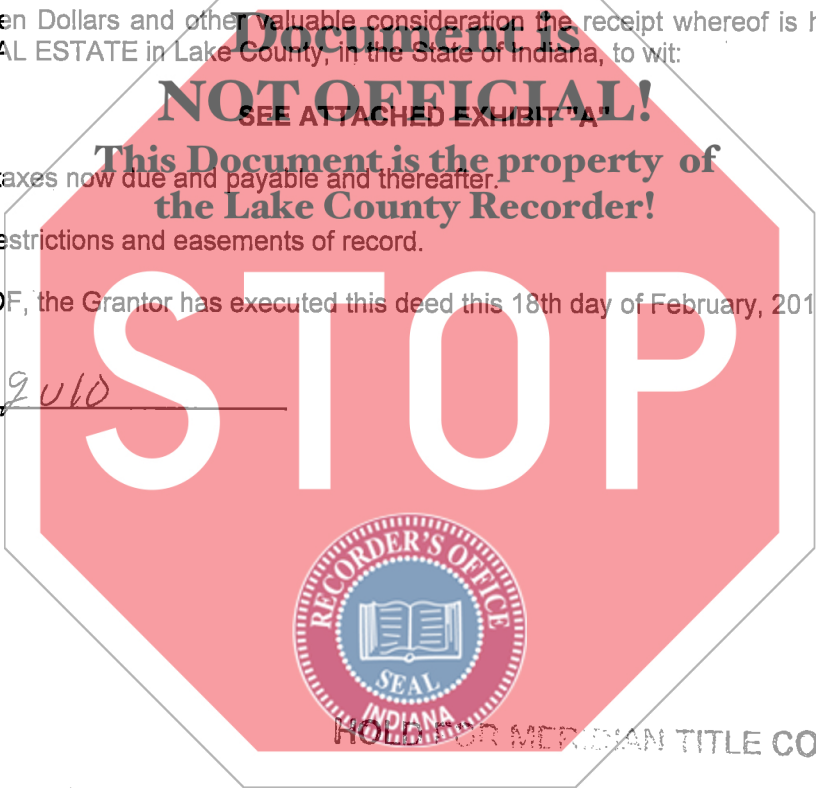 en Dollars and other valuable consideration the receipt whereof is h
Document is
AL ESTATE in Lake County, in the State of Indiana, to wit:
NOT OFFICIAL!
SEE ATTACHED EXHIBIT "A"
This Document is the property of
taxes now due and payable and thereafter.
the Lake County Recorder!
estrictions and easements of record.
OF, the Grantor has executed this deed this 18th day of February, 201
STOP
RECORDER'S OFFICE
SEAL
INDIANA
HOLD FOR MERIDIAN TITLE CO